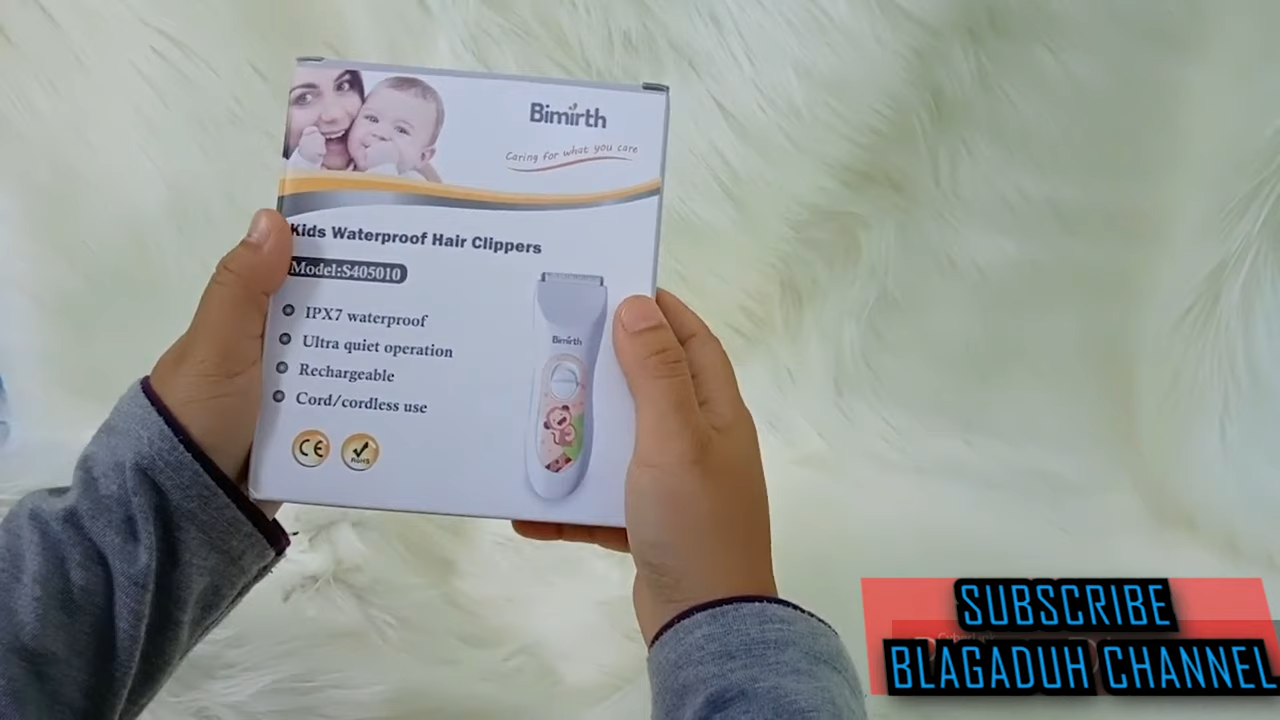 Bimirth
Caring for what you care
Kids Waterproof Hair Clippers
Model:S405010
IPX7 waterproof
Ultra quiet operation
Rechargeable
Cord/cordless use
CE
RoHS
Bimirth
SUBSCRIBE
BLAGADUH CHANNEL